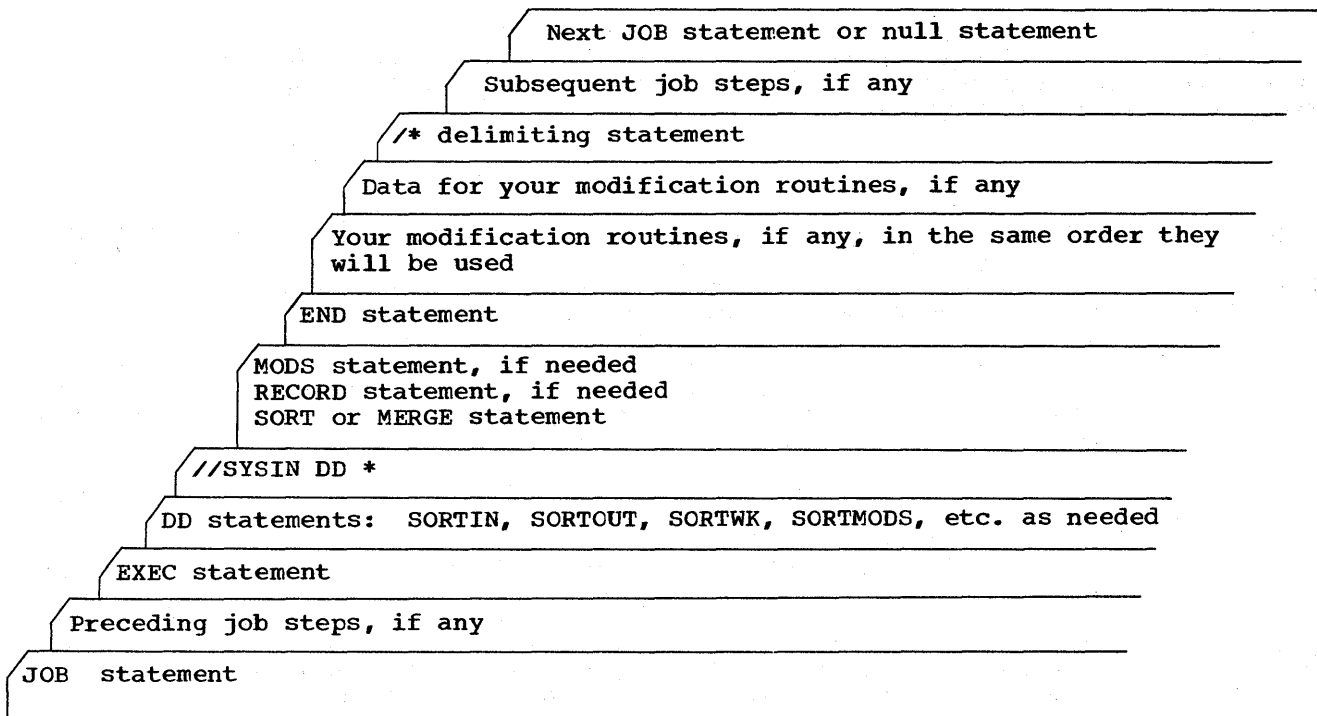 Next JOB statement or null statement
Subsequent job steps, if any
/* delimiting statement
Data for your modification routines, if any
Your modification routines, if any, in the same order they
will be used
END statement
MODS statement, if needed
RECORD statement, if needed
SORT or MERGE statement
//SYSIN DD *
DD statements: SORTIN, SORTOUT, SORTWK, SORTMODS, etc. as needed
EXEC statement
Preceding job steps, if any
JOB statement